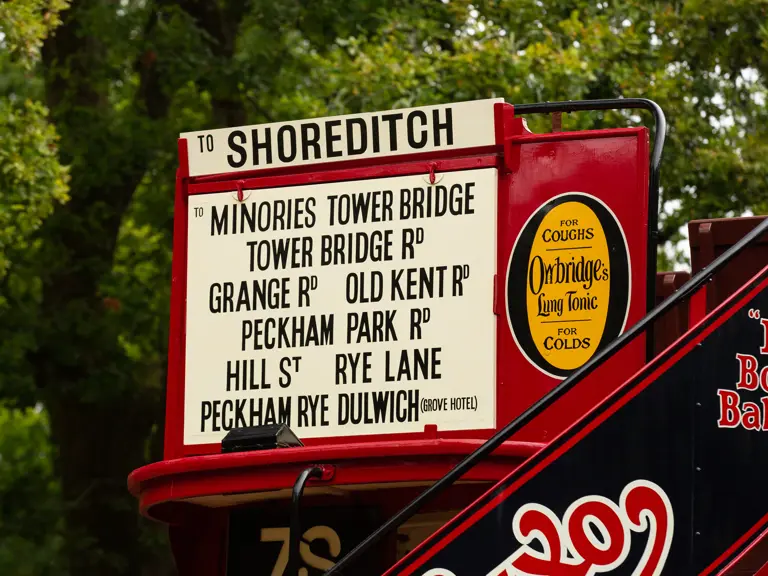 TO SHOREDITCH
TO MINORIES TOWER BRIDGE
TOWER BRIDGE RD
GRANGE RD OLD KENT RD
PECKHAM PARK RD
HILL ST RYE LANE
PECKHAM RYE DULWICH (GROVE HOTEL)
FOR
COUGHS
Owbridge's
Lung Tonic
FOR
COLDS
78